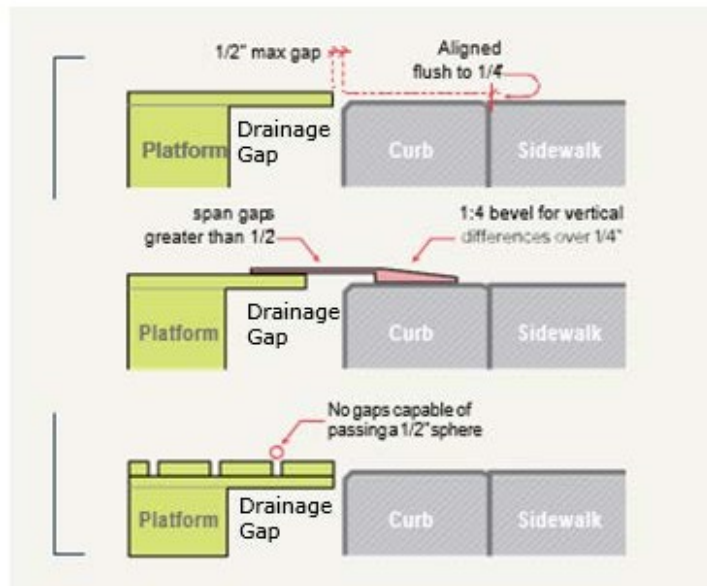 1/2" max gap
Aligned
flush to 1/4"
Platform
Drainage
Gap
Curb
Sidewalk
span gaps
greater than 1/2
1:4 bevel for vertical
differences over 1/4"
Platform
Drainage
Gap
Curb
Sidewalk
No gaps capable of
passing a 1/2" sphere
Platform
Drainage
Gap
Curb
Sidewalk